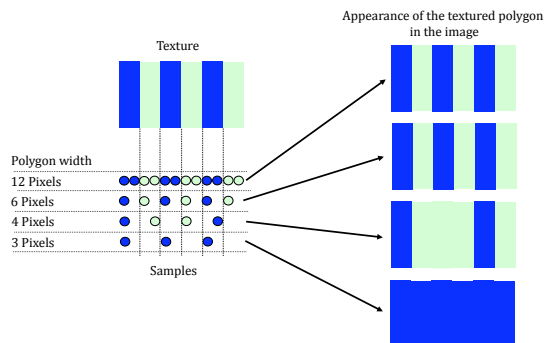 Appearance of the textured polygon
in the image
Texture
Polygon width
12 Pixels
6 Pixels
4 Pixels
3 Pixels
Samples